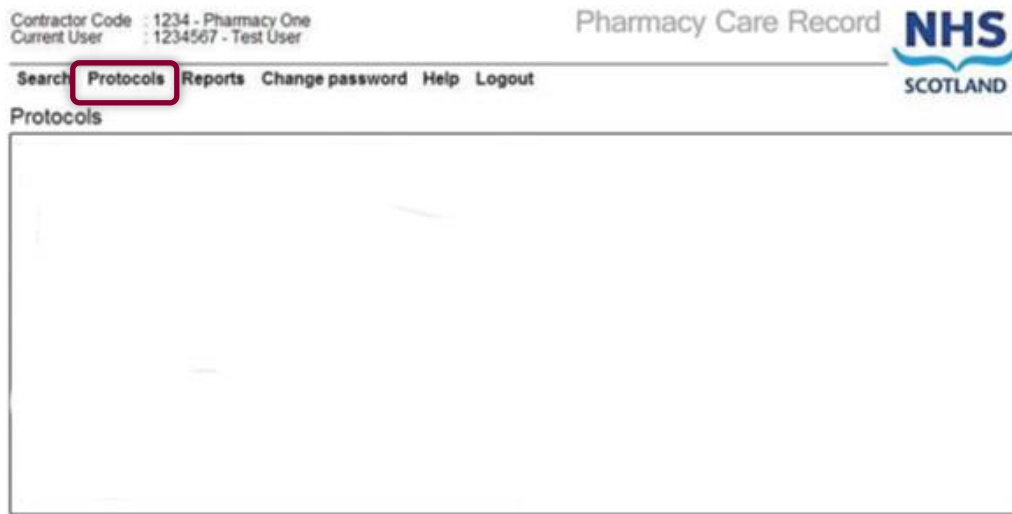 Contractor Code : 1234 - Pharmacy One
Current User : 1234567 - Test User
Pharmacy Care Record
NHS
SCOTLAND
Search Protocols Reports Change password Help Logout
Protocols